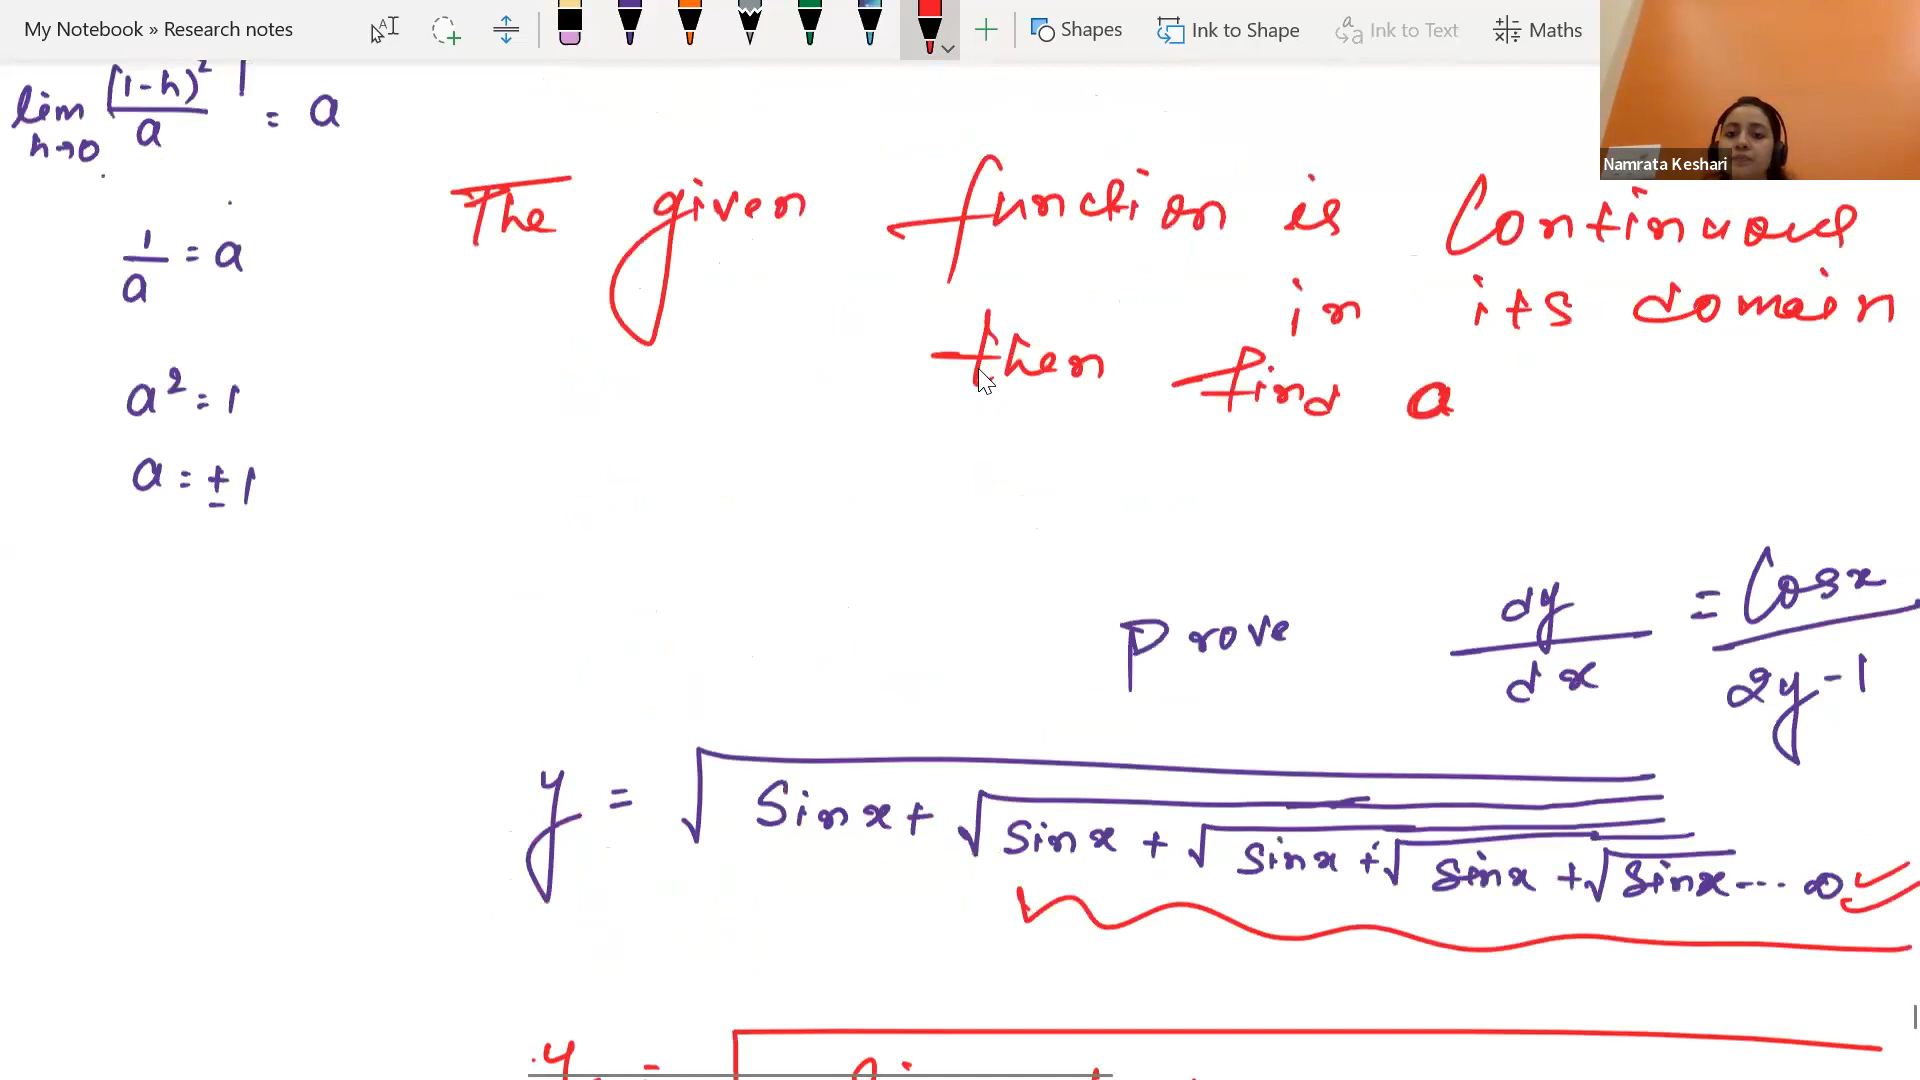 My Notebook » Research notes
Shapes
Ink to Shape
Ink to Text
Maths
Namrata Keshari
lim h→0 (1-h)² / a = a
1/a = a
a² = 1
a = ± 1
The given function is Continuous
in its domain
then find a
Prove dy/dx = Cosx/2y-1
y = √Sinx + √Sinx + √Sinx + √Sinx + √Sinx --- ∞
y =